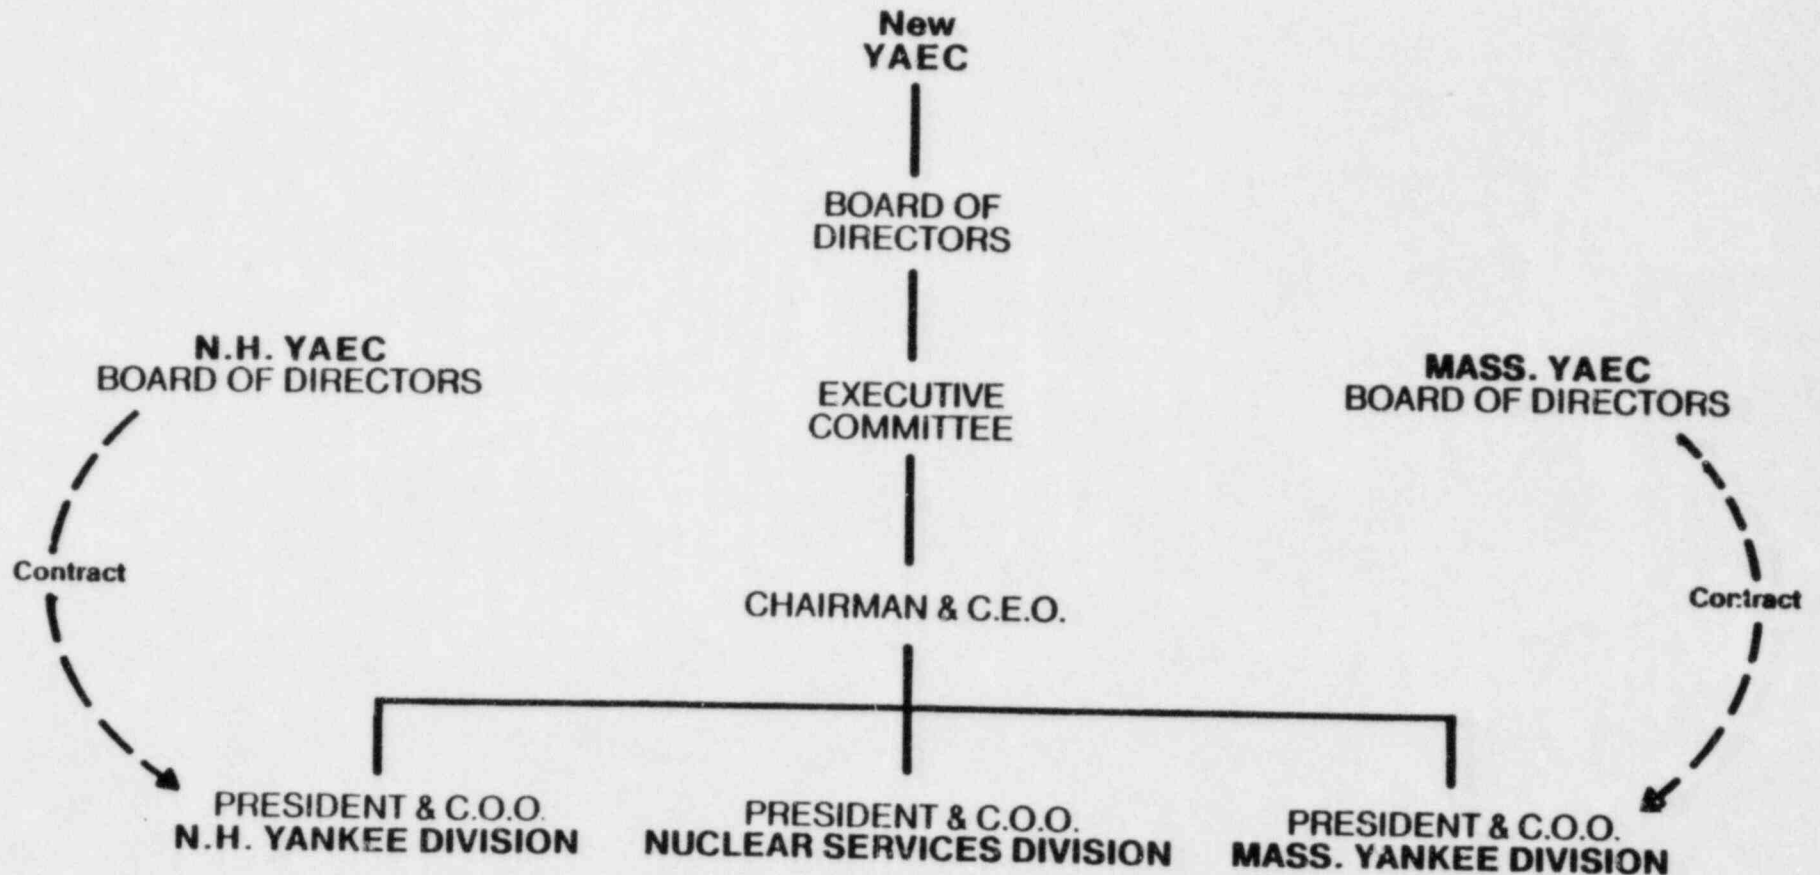 New
YAEC
BOARD OF
DIRECTORS
N.H. YAEC
BOARD OF DIRECTORS
EXECUTIVE
COMMITTEE
MASS. YAEC
BOARD OF DIRECTORS
Contract
CHAIRMAN & C.E.O.
Contract
PRESIDENT & C.O.O.
N.H. YANKEE DIVISION
PRESIDENT & C.O.O.
NUCLEAR SERVICES DIVISION
PRESIDENT & C.O.O.
MASS. YANKEE DIVISION